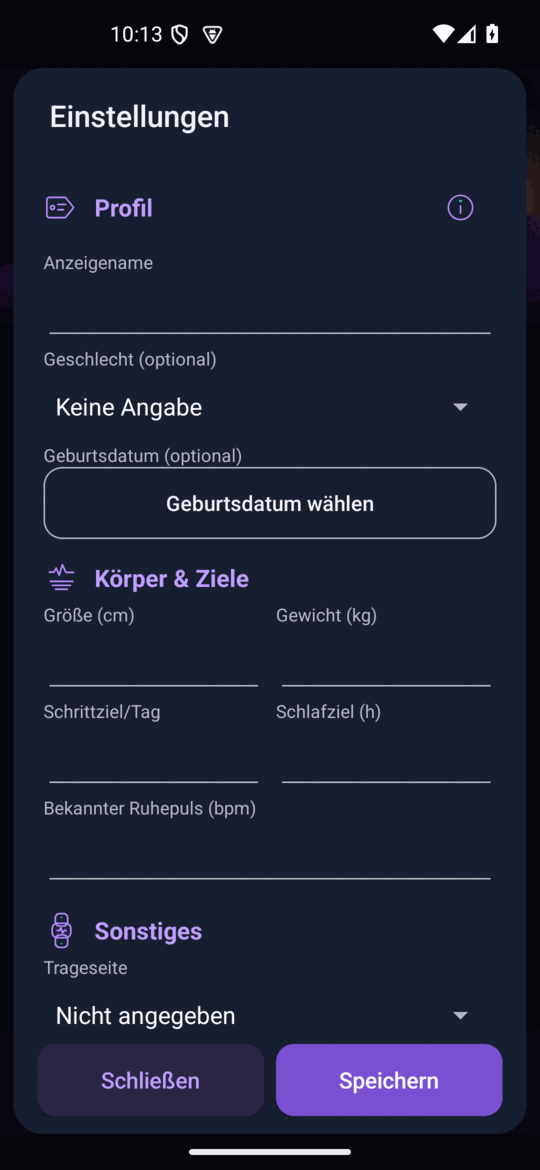 10:13
Einstellungen
Profil
Anzeigename
Geschlecht (optional)
Keine Angabe
Geburtsdatum (optional)
Geburtsdatum wählen
Körper & Ziele
Größe (cm) Gewicht (kg)
Schrittziel/Tag Schlafziel (h)
Bekannter Ruhepuls (bpm)
Sonstiges
Trageseite
Nicht angegeben
Schließen Speichern